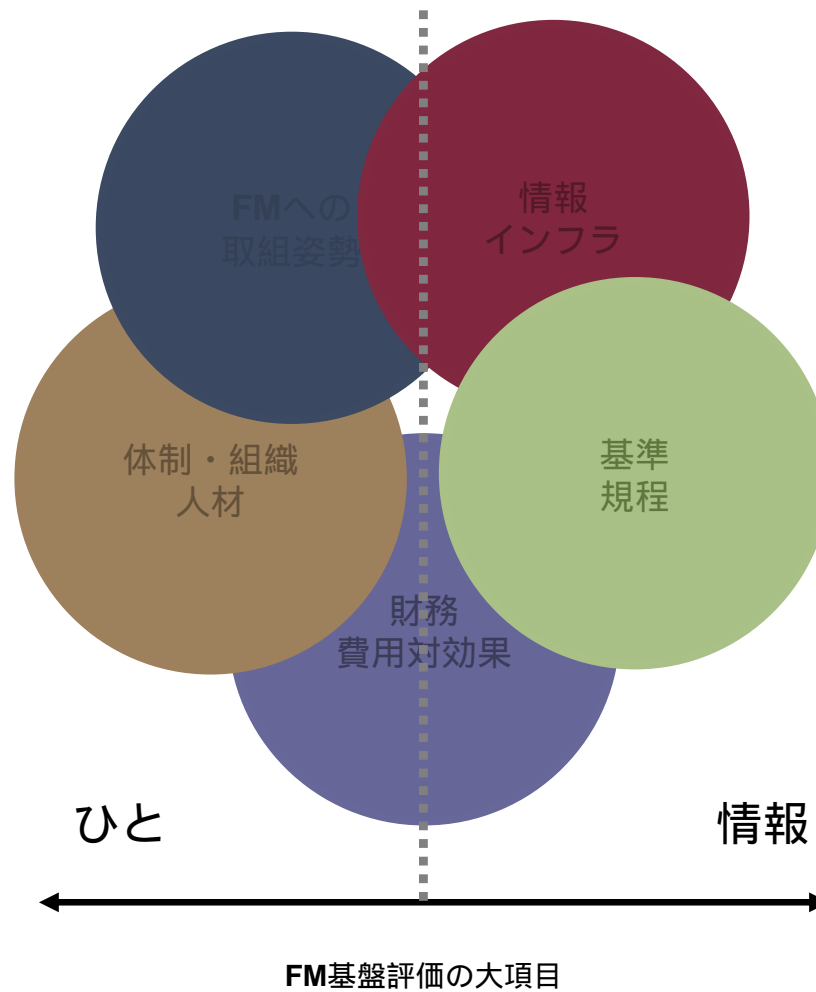 FMへの
取組姿勢
情報
インフラ
体制・組織
人材
基準
規程
財務
費用対効果
ひと
情報
FM基盤評価の大項目